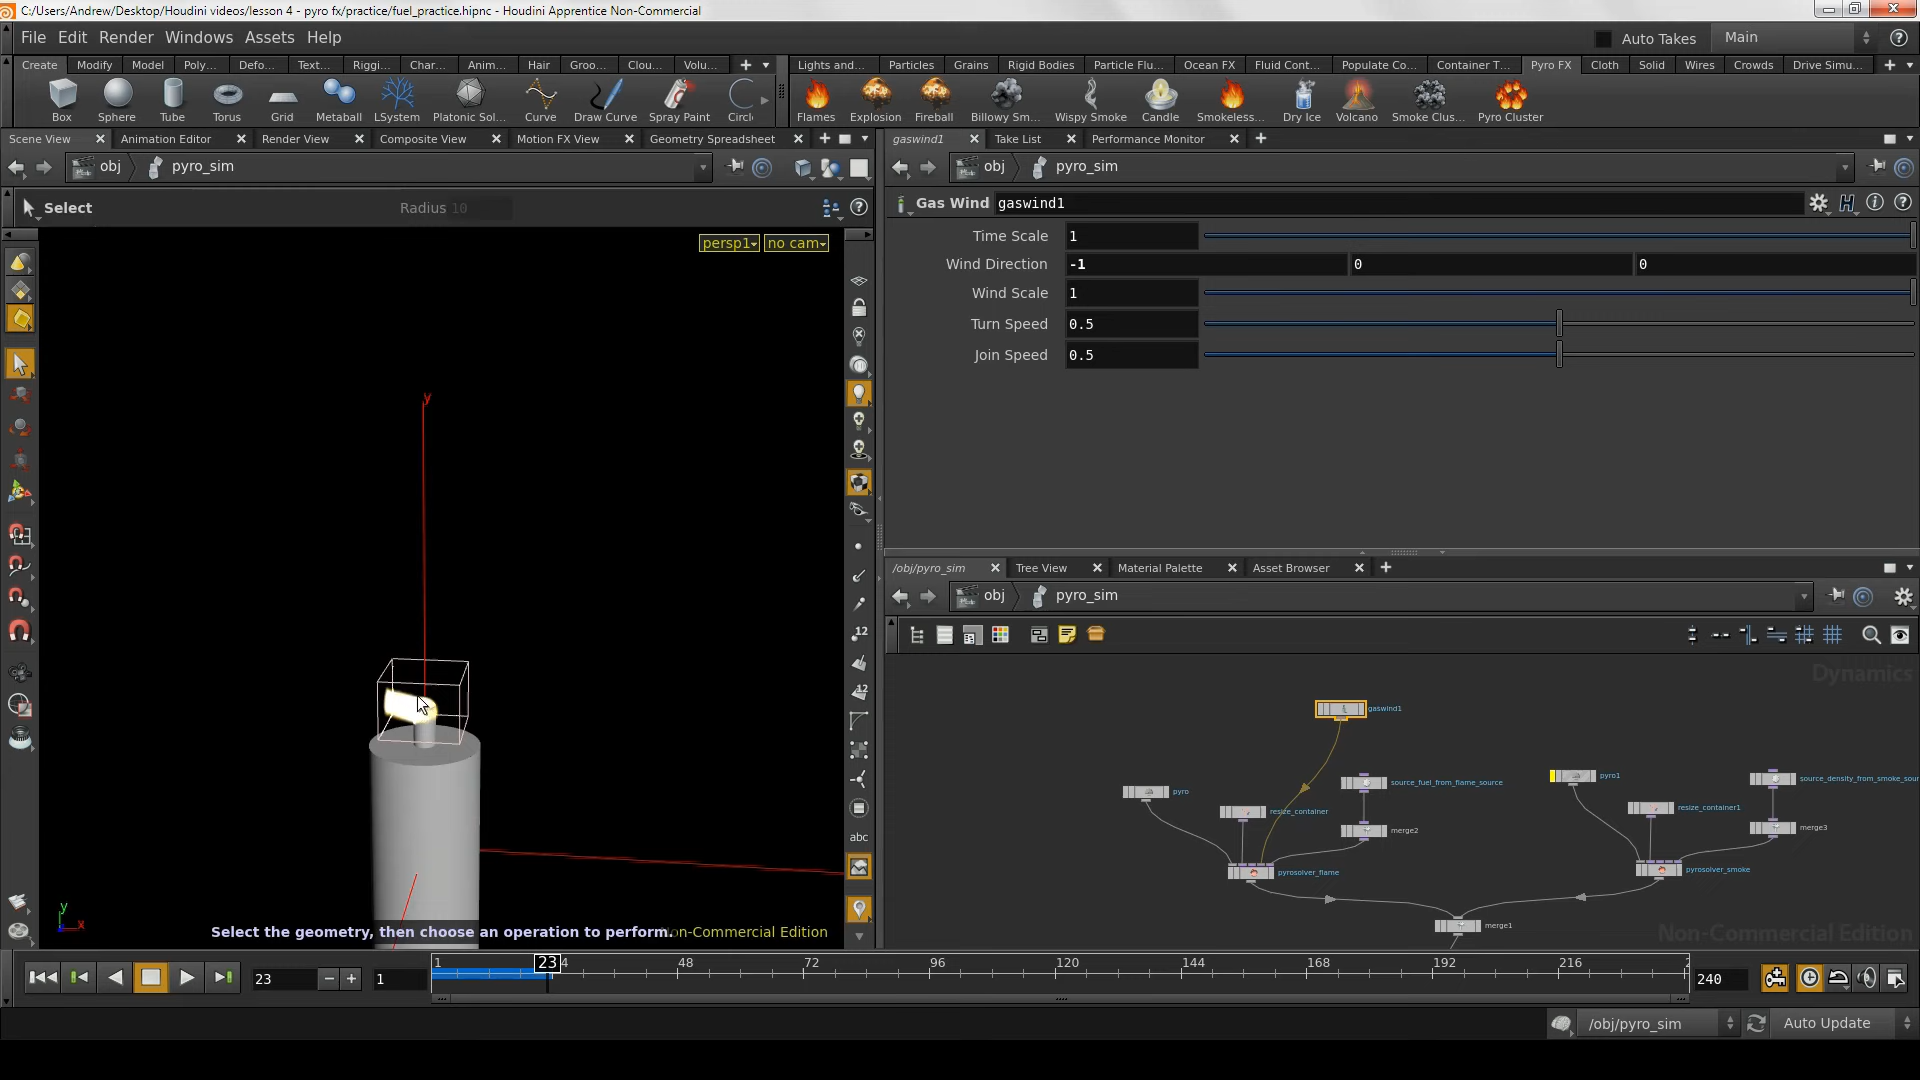 C:/Users/Andrew/Desktop/Houdini videos/lesson 4 - pyro fx/practice/fuel_practice.hipnc - Houdini Apprentice Non-Commercial
File Edit Render Windows Assets Help
Auto Takes Main
Create Modify Model Poly... Defo... Text... Riggi... Char... Anim... Hair Groo... Clou... Volu...
Lights and... Particles Grains Rigid Bodies Particle Flu... Ocean FX Fluid Cont... Populate Co... Container T... Pyro FX Cloth Solid Wires Crowds Drive Simu...
Box Sphere Tube Torus Grid Metaball LSystem Platonic Sol... Curve Draw Curve Spray Paint Circl
Flames Explosion Fireball Billowy Sm... Wispy Smoke Candle Smokeless... Dry Ice Volcano Smoke Clus... Pyro Cluster
Scene View Animation Editor Render View Composite View Motion FX View Geometry Spreadsheet
gaswind1 Take List Performance Monitor
obj pyro_sim
obj pyro_sim
Select Radius 10
Gas Wind gaswind1
persp1 no cam
Time Scale 1
Wind Direction -1 0 0
Wind Scale 1
Turn Speed 0.5
Join Speed 0.5
y
12
12
abc
y
x
Select the geometry, then choose an operation to perform.
on-Commercial Edition
/obj/pyro_sim Tree View Material Palette Asset Browser
obj pyro_sim
Dynamics
gaswind1
pyro
resize_container
source_fuel_from_flame_source
merge2
pyrosolver_flame
pyro1
resize_container1
source_density_from_smoke_sour
merge3
pyrosolver_smoke
merge1
Non-Commercial Edition
23 1
1 23 4 48 72 96 120 144 168 192 216 2
240
/obj/pyro_sim Auto Update